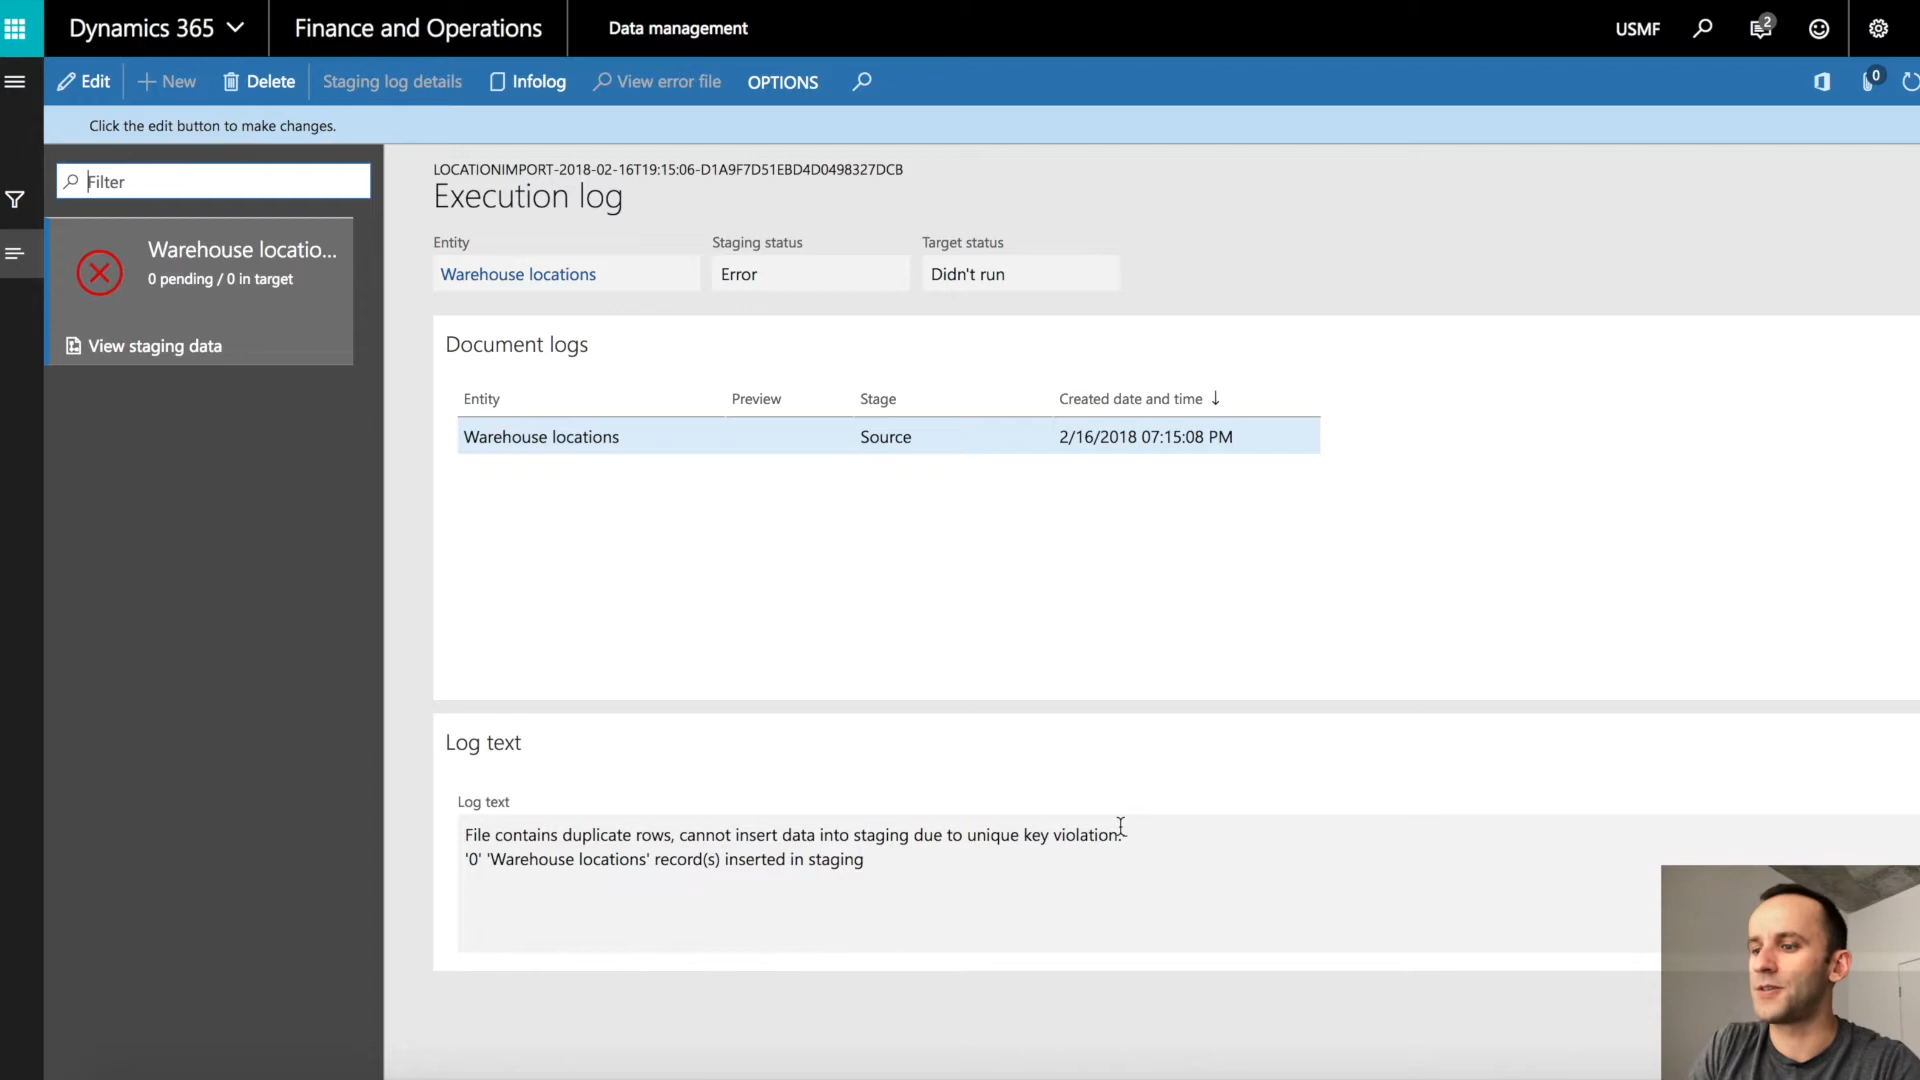 Dynamics 365
Finance and Operations
Data management
USMF
2
Edit
New
Delete
Staging log details
Infolog
View error file
OPTIONS
0
Click the edit button to make changes.
Filter
Warehouse locatio...
0 pending / 0 in target
View staging data
LOCATIONIMPORT-2018-02-16T19:15:06-D1A9F7D51EBD4D0498327DCB
Execution log
Entity Staging status Target status
Warehouse locations Error Didn't run
Document logs
Entity Preview Stage Created date and time
Warehouse locations Source 2/16/2018 07:15:08 PM
Log text
Log text
File contains duplicate rows, cannot insert data into staging due to unique key violation.
'0' 'Warehouse locations' record(s) inserted in staging